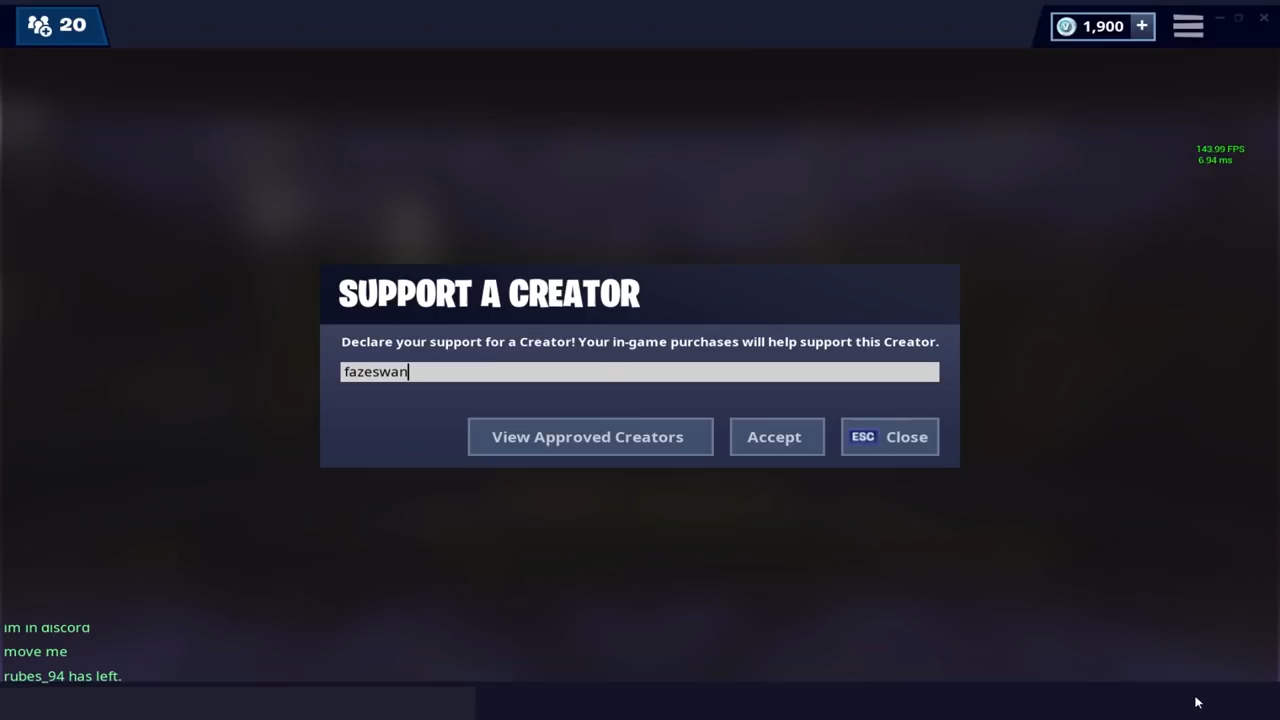 20
1,900 +
143.99 FPS
6.94 ms
SUPPORT A CREATOR
Declare your support for a Creator! Your in-game purchases will help support this Creator.
fazeswan
View Approved Creators
Accept
ESC Close
im in discord
move me
rubes_94 has left.